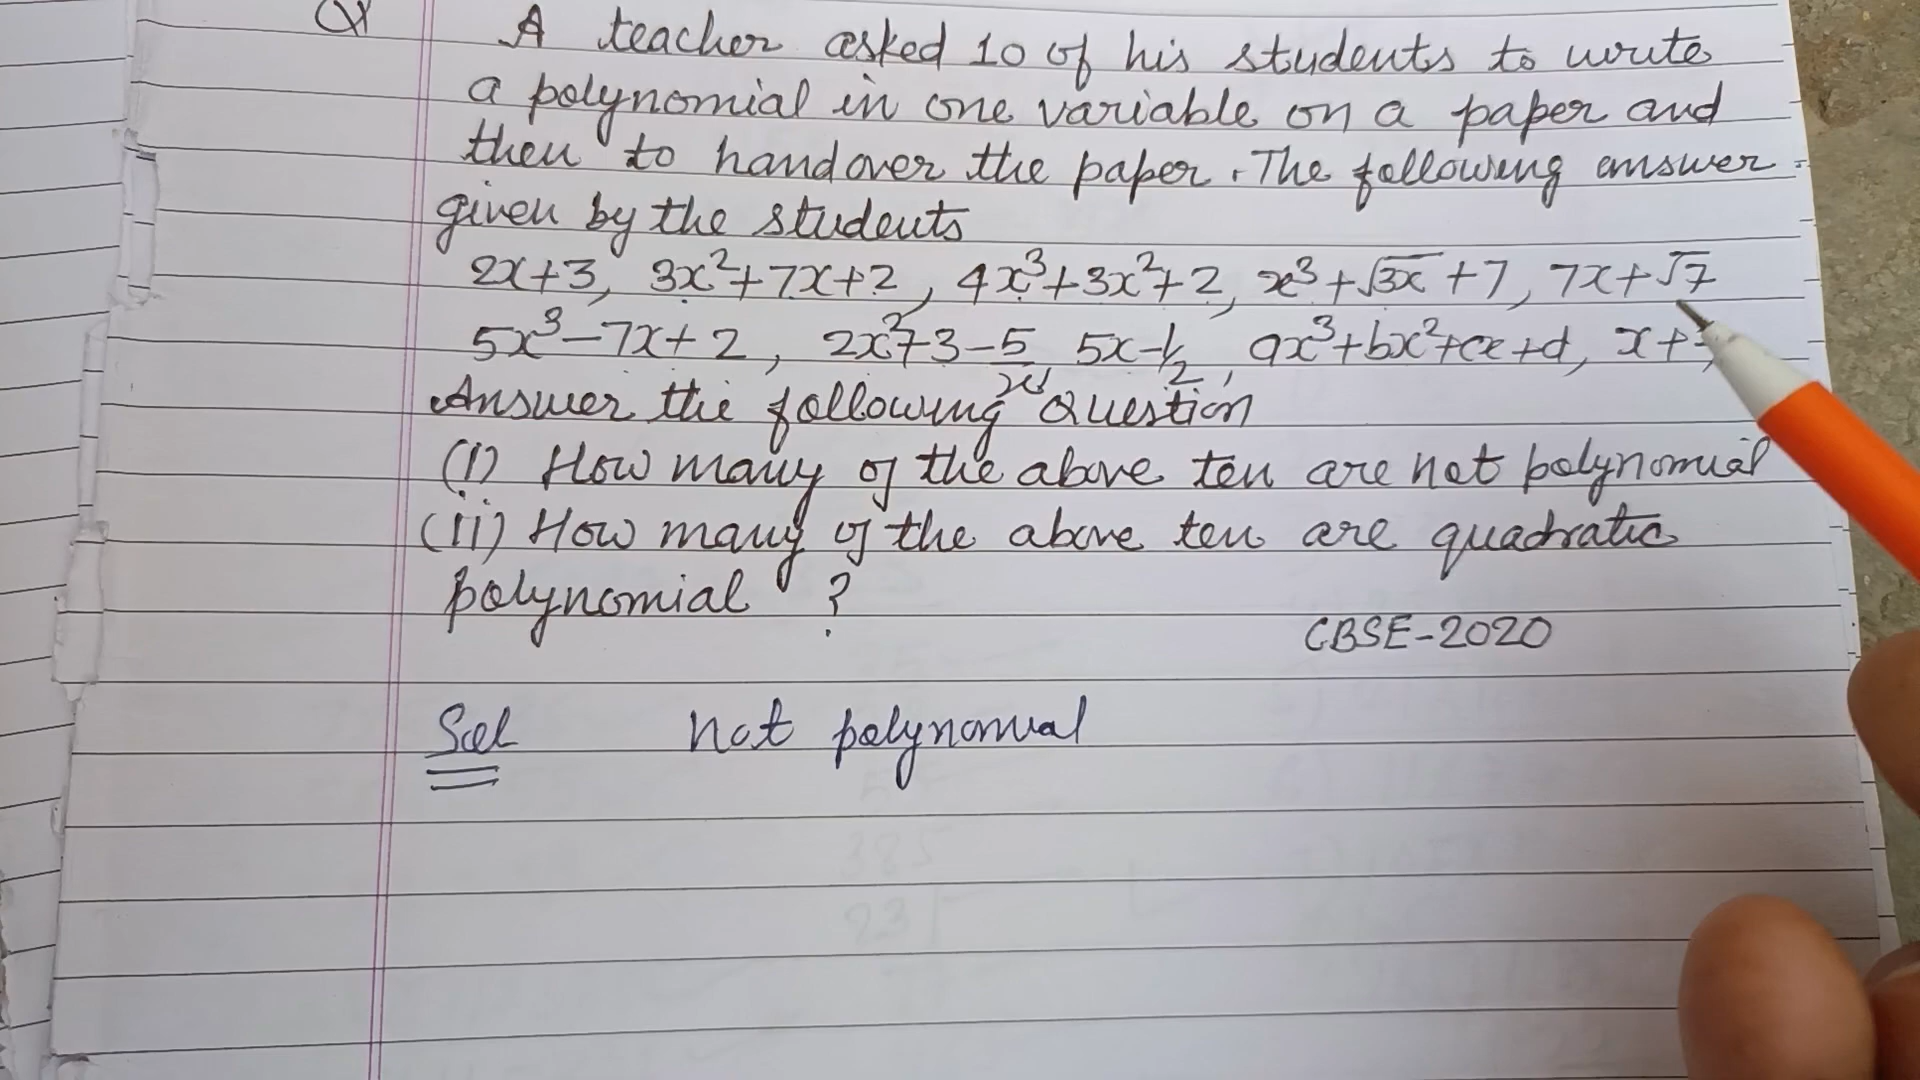 Q
A teacher asked 10 of his students to write
a polynomial in one variable on a paper and
then to handover the paper. The following answer
given by the students
2x+3, 3x²+7x+2, 4x³+3x²+2, x³+√3x+7, 7x+√7
5x³-7x+2, 2x²+3-5/x 5x-1/2, ax³+bx²+cx+d, x+
Answer the following Question
(I) How many of the above ten are not polynomial
(II) How many of the above ten are quadratic
polynomial ?
CBSE-2020
Sol not polynomial